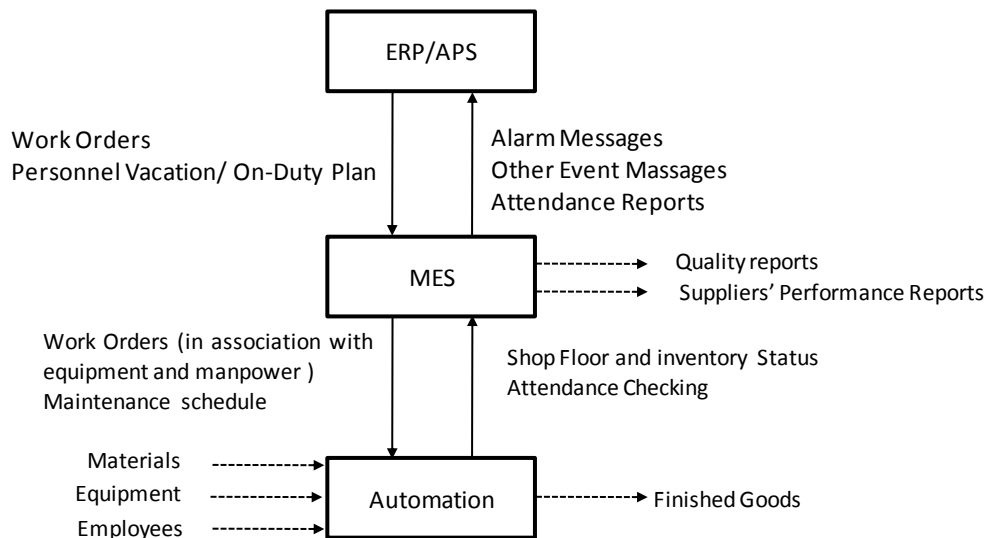 ERP/APS
Work Orders
Personnel Vacation/ On-Duty Plan
Alarm Messages
Other Event Massages
Attendance Reports
MES
Quality reports
Suppliers’ Performance Reports
Work Orders (in association with
equipment and manpower )
Maintenance schedule
Shop Floor and inventory Status
Attendance Checking
Materials
Equipment
Employees
Automation
Finished Goods